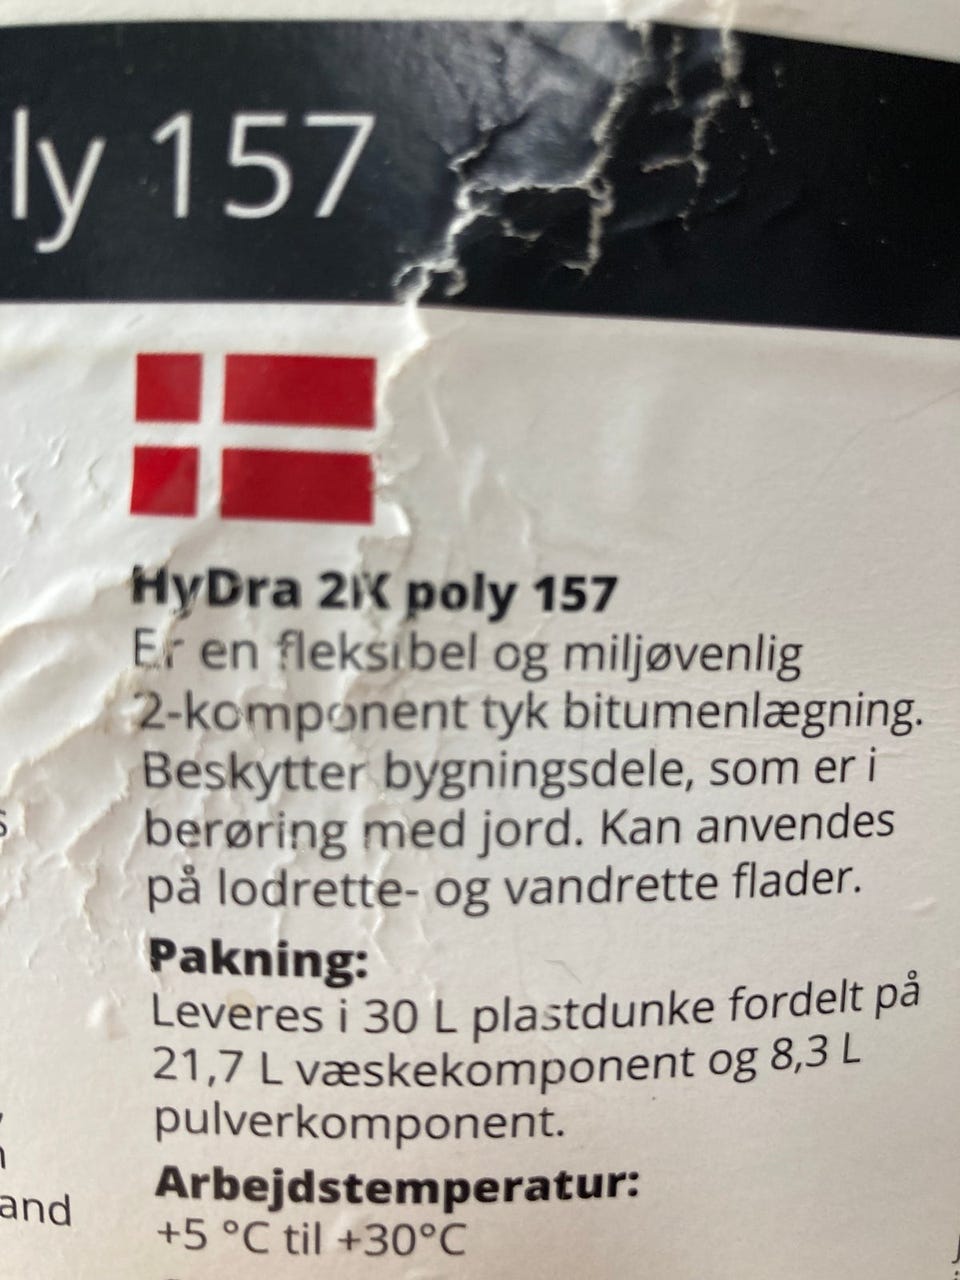 ly 157
HyDra 2K poly 157
Er en fleksibel og miljøvenlig
2-komponent tyk bitumenlægning.
Beskytter bygningsdele, som er i
berøring med jord. Kan anvendes
på lodrette- og vandrette flader.
Pakning:
Leveres i 30 L plastdunke fordelt på
21,7 L væskekomponent og 8,3 L
pulverkomponent.
Arbejdstemperatur:
and
+5 °C til +30°C